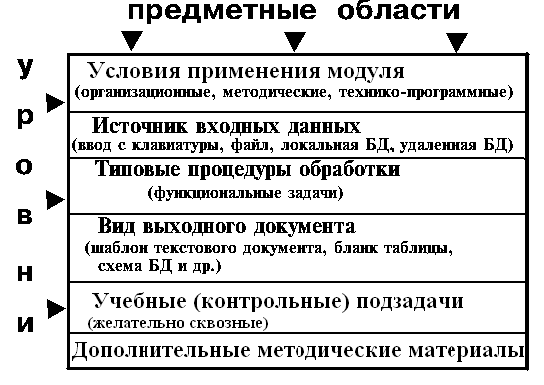 предметные области
уровни
Условия применения модуля
(организационные, методические, технико-программные)
Источник входных данных
(ввод с клавиатуры, файл, локальная БД, удаленная БД)
Типовые процедуры обработки
(функциональные задачи)
Вид выходного документа
(шаблон текстового документа, бланк таблицы,
схема БД и др.)
Учебные (контрольные) подзадачи
(желательно сквозные)
Дополнительные методические материалы